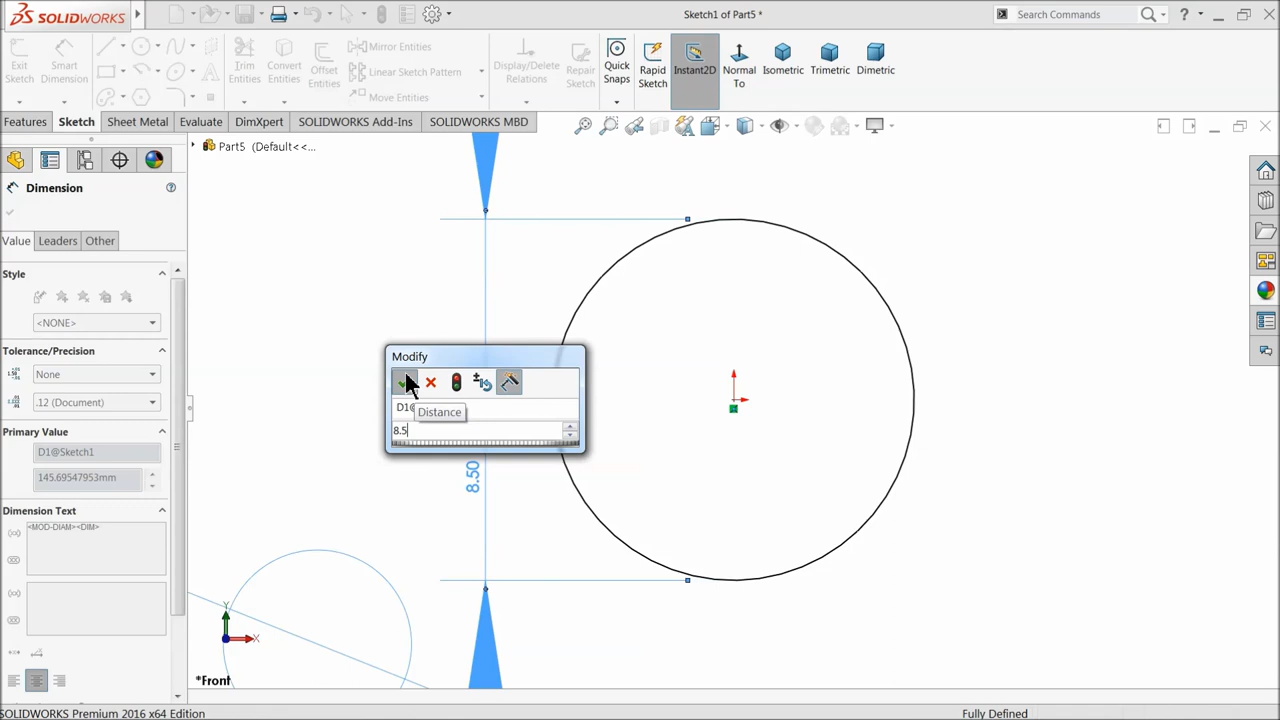 SOLIDWORKS
Sketch1 of Part5 *
Search Commands
?
Exit Sketch
Smart Dimension
Trim Entities
Convert Entities
Offset Entities
Mirror Entities
Linear Sketch Pattern
Move Entities
Display/Delete Relations
Repair Sketch
Quick Snaps
Rapid Sketch
Instant2D
Normal To
Isometric
Trimetric
Dimetric
Features
Sketch
Sheet Metal
Evaluate
DimXpert
SOLIDWORKS Add-Ins
SOLIDWORKS MBD
Part5 (Default<<...
Dimension
Value
Leaders
Other
Style
<NONE>
Tolerance/Precision
None
.12 (Document)
Primary Value
D1@Sketch1
145.69547953mm
Dimension Text
<MOD-DIAM><DIM>
Modify
D1@
Distance
8.5
8.50
Y
X
*Front
SOLIDWORKS Premium 2016 x64 Edition
Fully Defined